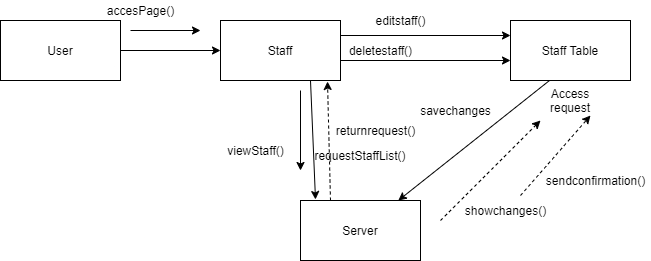 accesPage()
User
Staff
editstaff()
deletestaff()
Staff Table
Access
request
savechanges
returnrequest()
viewStaff()
requestStaffList()
sendconfirmation()
showchanges()
Server